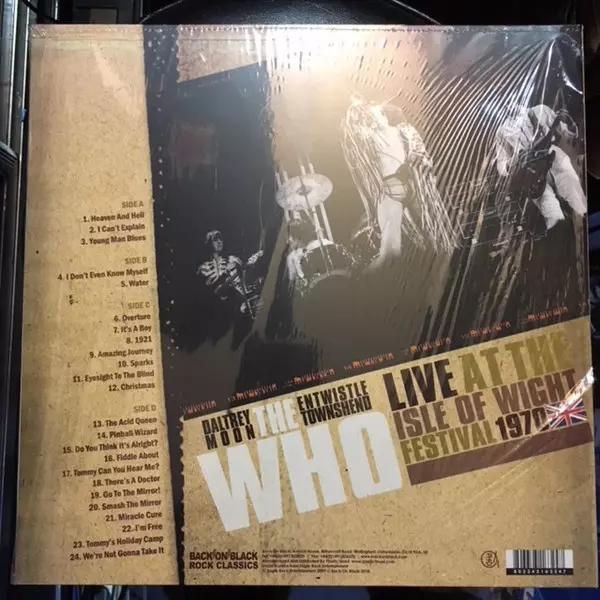 SIDE A
1. Heaven And Hell
2. I Can't Explain
3. Young Man Blues
SIDE B
4. I Don't Even Know Myself
5. Water
SIDE C
6. Overture
7. It's A Boy
8. 1921
9. Amazing Journey
10. Sparks
11. Eyesight To The Blind
12. Christmas
SIDE D
13. The Acid Queen
14. Pinball Wizard
15. Do You Think It's Alright?
16. Fiddle About
17. Tommy Can You Hear Me?
18. There's A Doctor
19. Go To The Mirror!
20. Smash The Mirror
21. Miracle Cure
22. I'm Free
23. Tommy's Holiday Camp
24. We're Not Gonna Take It
DALTREY
MOON
THE
ENTWISTLE
TOWNSHEND
WHO
LIVE AT THE
ISLE OF WIGHT
FESTIVAL 1970
BACK ON BLACK
ROCK CLASSICS